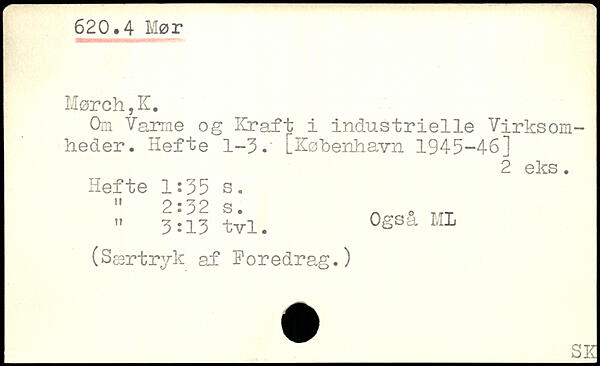 620.4 Mør
Mørch,K.
Om Varme og Kraft i industrielle Virksom-
heder. Hefte 1-3. [København 1945-46]
2 eks.
Hefte 1:35 s.
" 2:32 s.
" 3:13 tvl.
Også ML
(Særtryk af Foredrag.)
SK